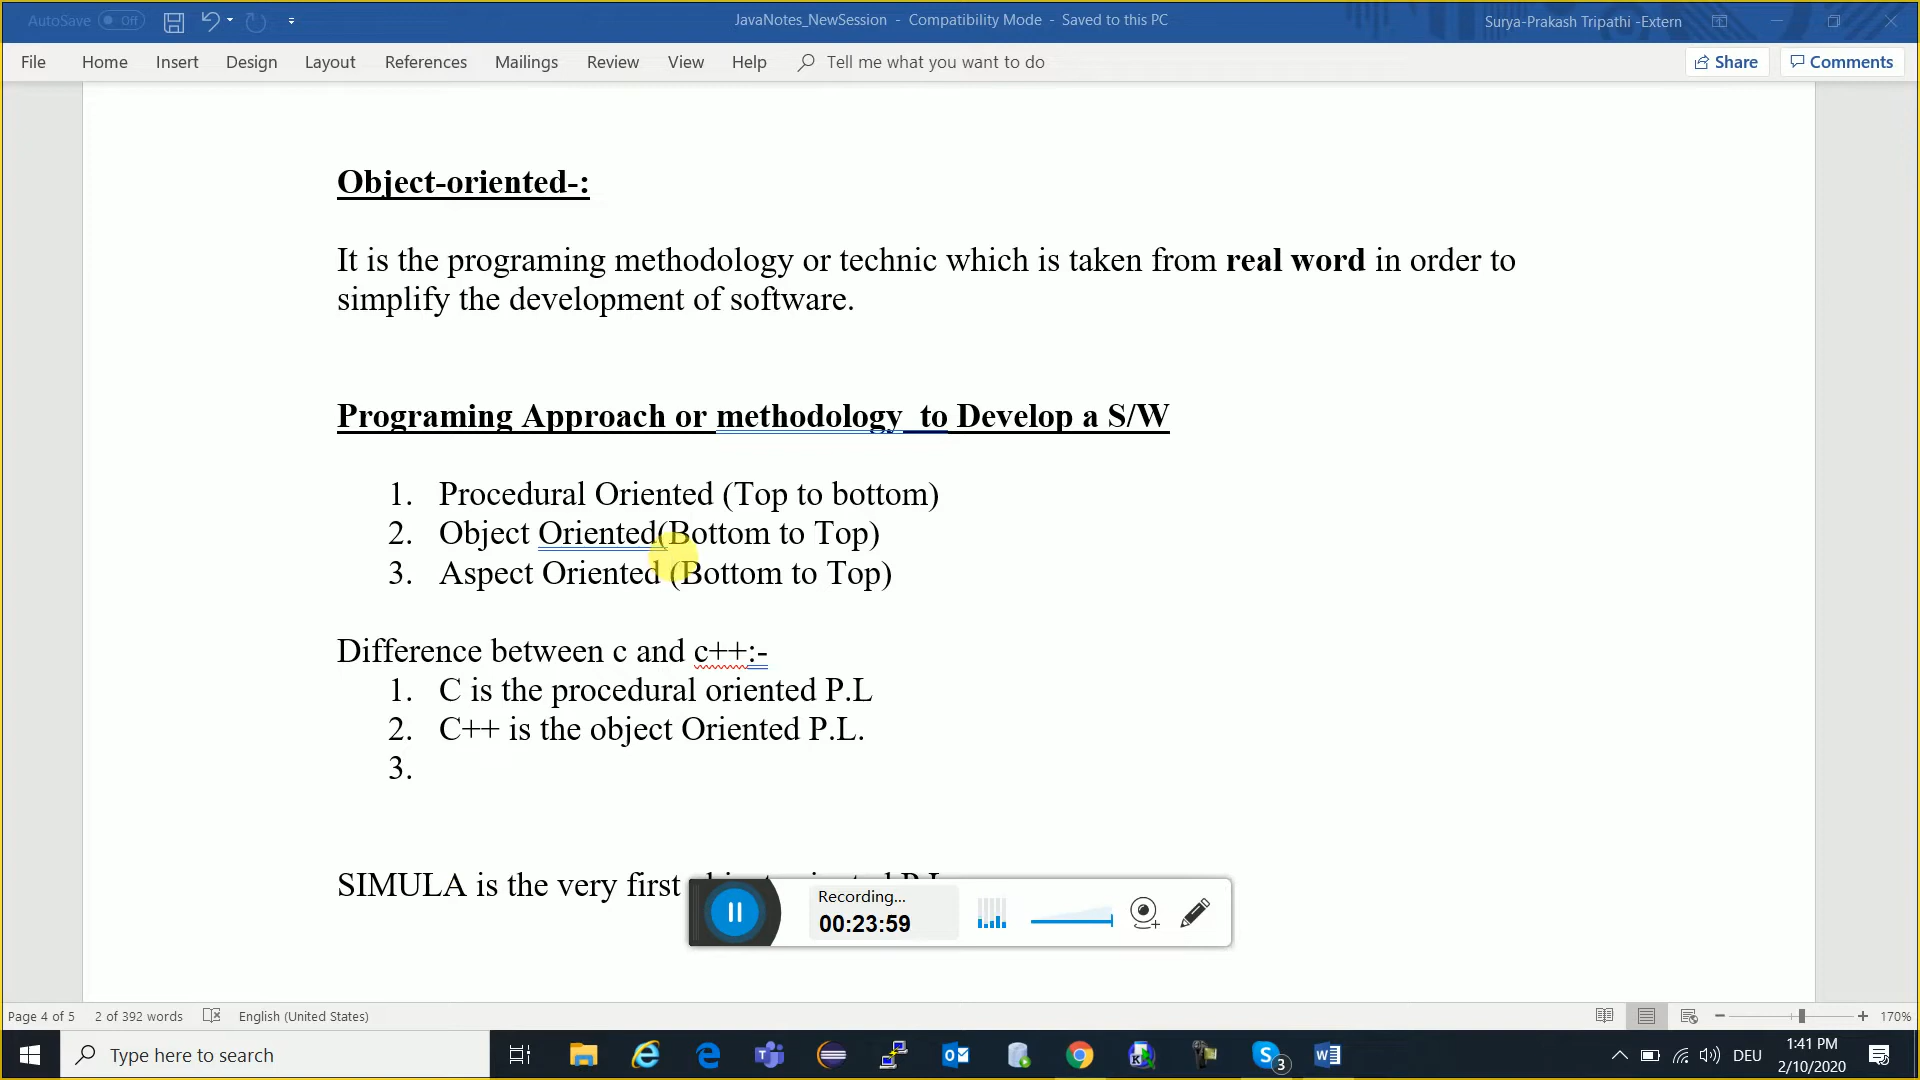 AutoSave Off
JavaNotes_NewSession - Compatibility Mode - Saved to this PC
Surya-Prakash Tripathi -Extern
File Home Insert Design Layout References Mailings Review View Help Tell me what you want to do Share Comments
Object-oriented-:
It is the programing methodology or technic which is taken from real word in order to
simplify the development of software.
Programing Approach or methodology to Develop a S/W
1. Procedural Oriented (Top to bottom)
2. Object Oriented(Bottom to Top)
3. Aspect Oriented (Bottom to Top)
Difference between c and c++:-
1. C is the procedural oriented P.L
2. C++ is the object Oriented P.L.
3.
SIMULA is the very first
Recording...
00:23:59
Page 4 of 5 2 of 392 words English (United States) 170%
Type here to search
3
DEU
1:41 PM
2/10/2020